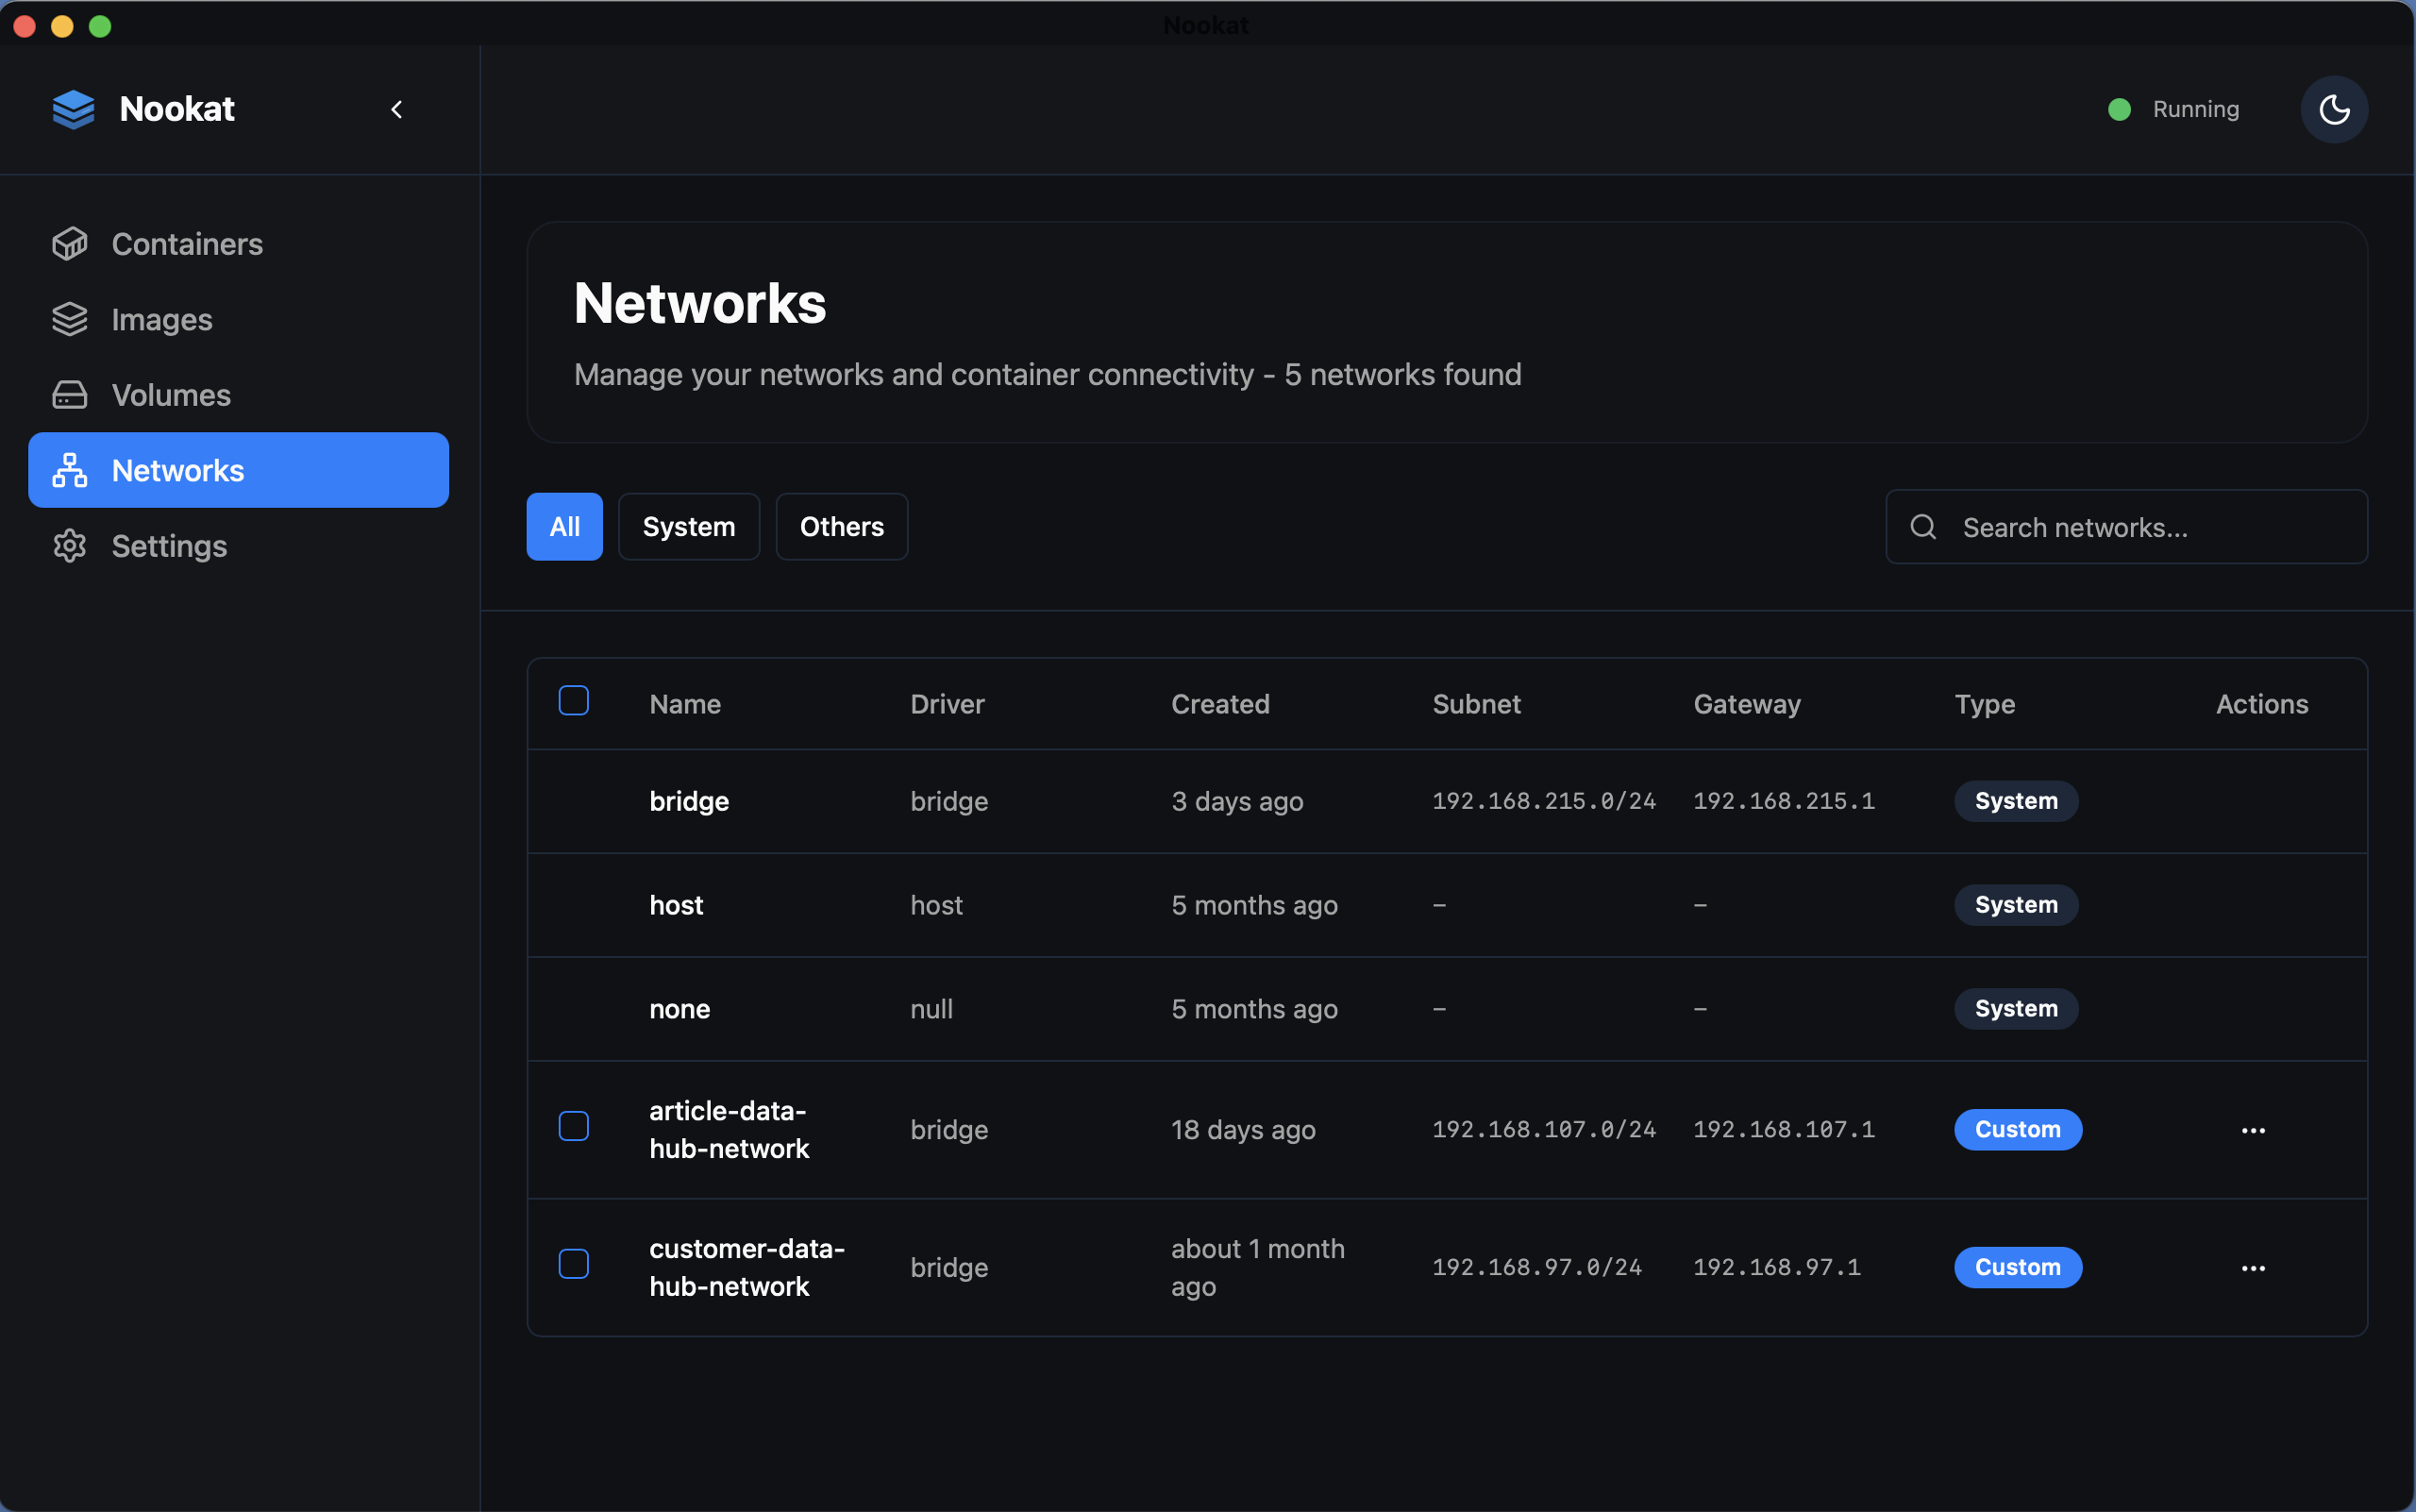 Nookat
Nookat
Running
Containers
Images
Volumes
Networks
Settings
Networks
Manage your networks and container connectivity - 5 networks found
All System Others
Search networks...
Name Driver Created Subnet Gateway Type Actions
bridge bridge 3 days ago 192.168.215.0/24 192.168.215.1 System
host host 5 months ago – – System
none null 5 months ago – – System
article-data-
hub-network
bridge 18 days ago 192.168.107.0/24 192.168.107.1 Custom
customer-data-
hub-network
bridge
about 1 month
ago
192.168.97.0/24 192.168.97.1 Custom